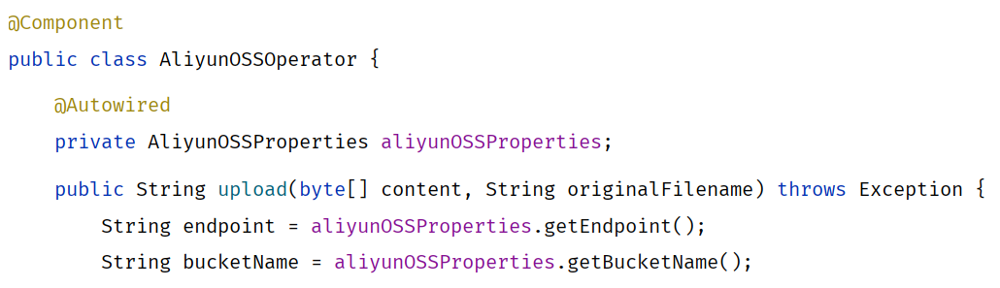 @Component
public class AliyunOSSOperator {
@Autowired
private AliyunOSSProperties aliyunOSSProperties;
public String upload(byte[] content, String originalFilename) throws Exception {
String endpoint = aliyunOSSProperties.getEndpoint();
String bucketName = aliyunOSSProperties.getBucketName();